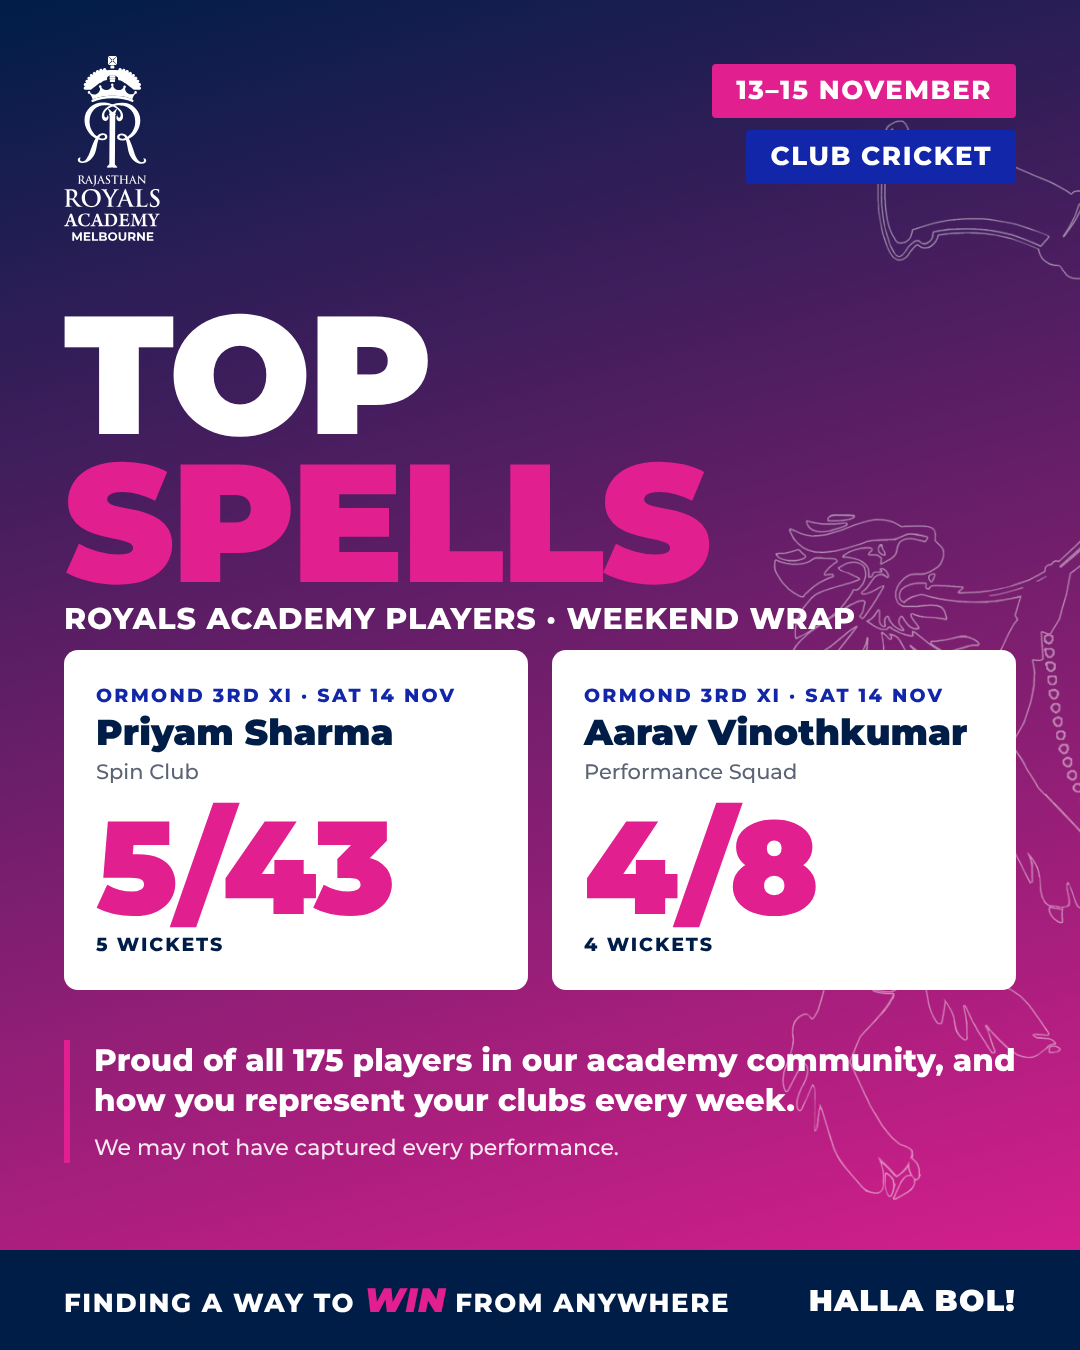 RAJASTHAN
ROYALS
ACADEMY
MELBOURNE
13–15 NOVEMBER
CLUB CRICKET
TOP
SPELLS
ROYALS ACADEMY PLAYERS · WEEKEND WRAP
ORMOND 3RD XI · SAT 14 NOV
Priyam Sharma
Spin Club
5/43
5 WICKETS
ORMOND 3RD XI · SAT 14 NOV
Aarav Vinothkumar
Performance Squad
4/8
4 WICKETS
Proud of all 175 players in our academy community, and
how you represent your clubs every week.
We may not have captured every performance.
FINDING A WAY TO WIN FROM ANYWHERE
HALLA BOL!